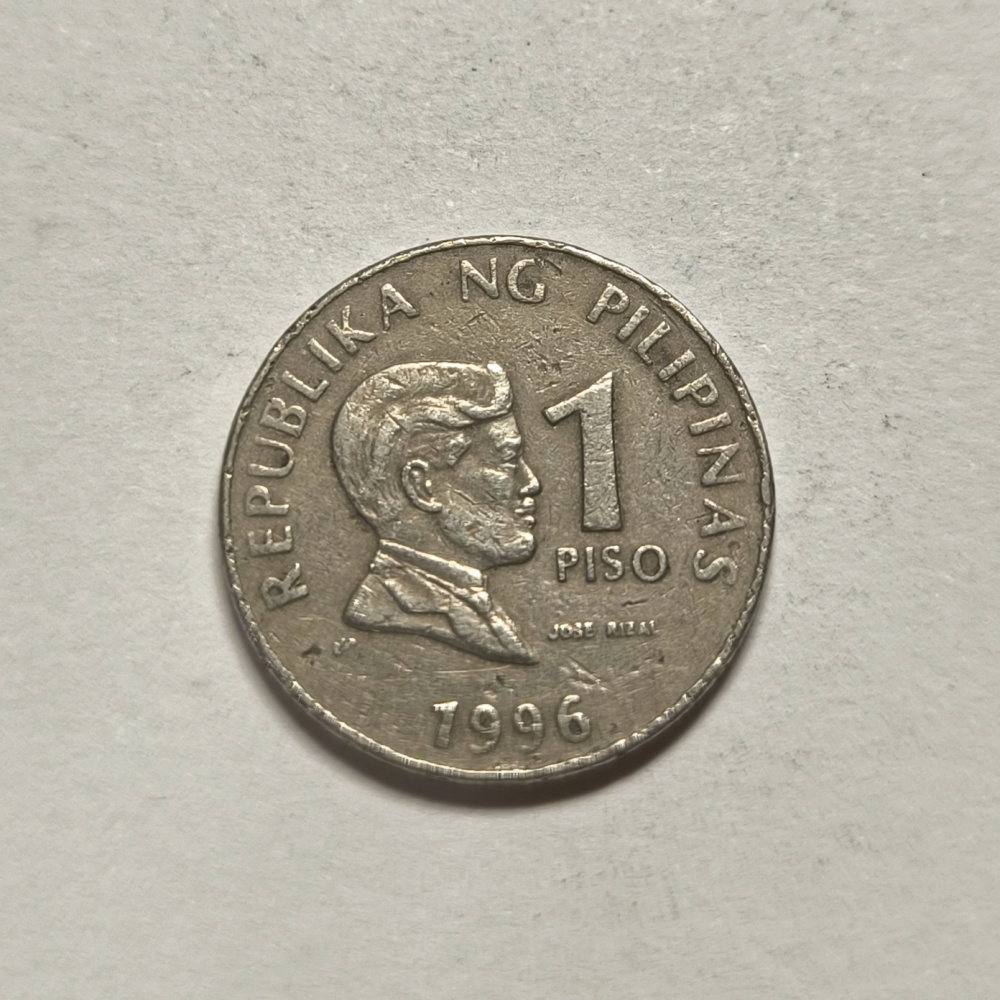 REPUBLIKA NG PILIPINAS
1
PISO
JOSE RIZAL
1996